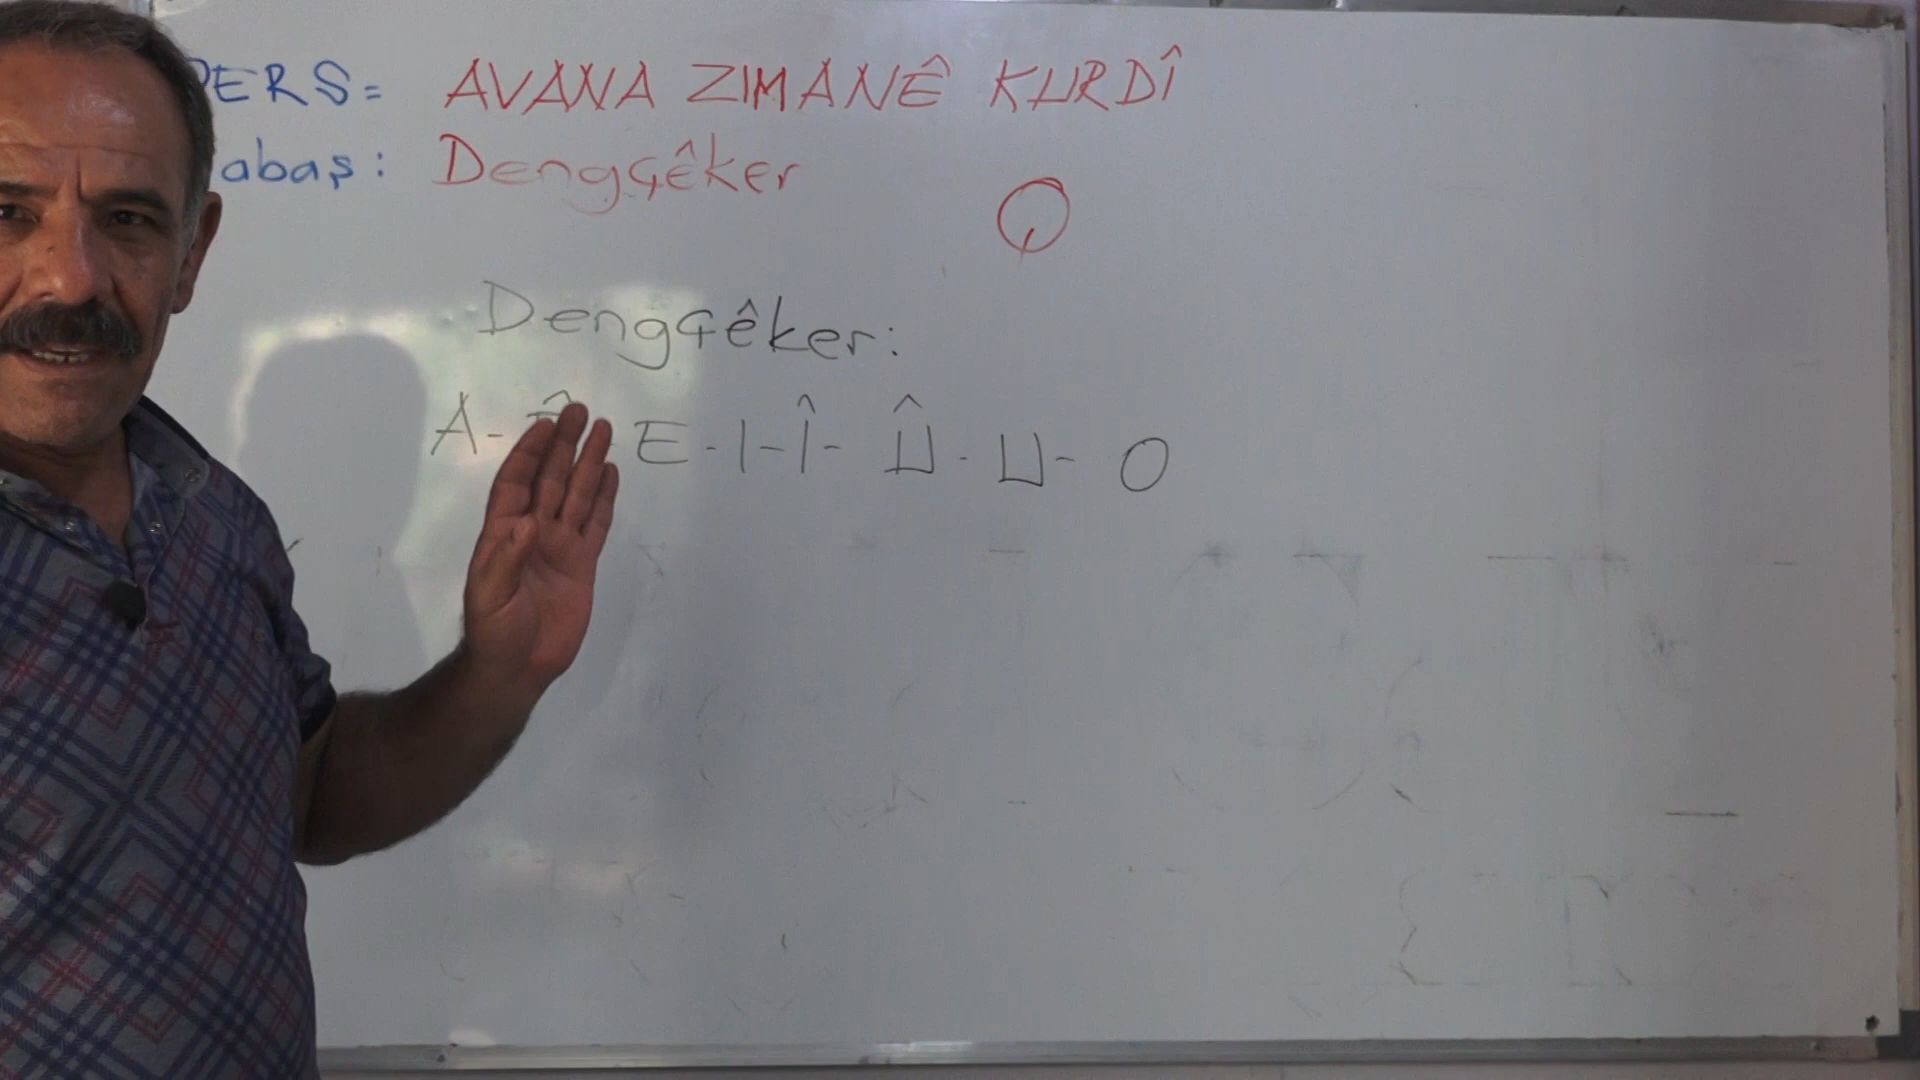 DERS= AVANA ZIMANÊ KURDÎ
abaş: Dengçêker
Dengçêker:
A - Ê - E - I - Î - Û - U - O